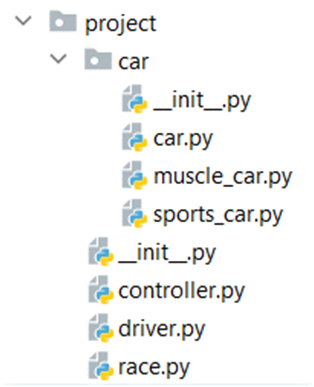 project
car
__init__.py
car.py
muscle_car.py
sports_car.py
__init__.py
controller.py
driver.py
race.py